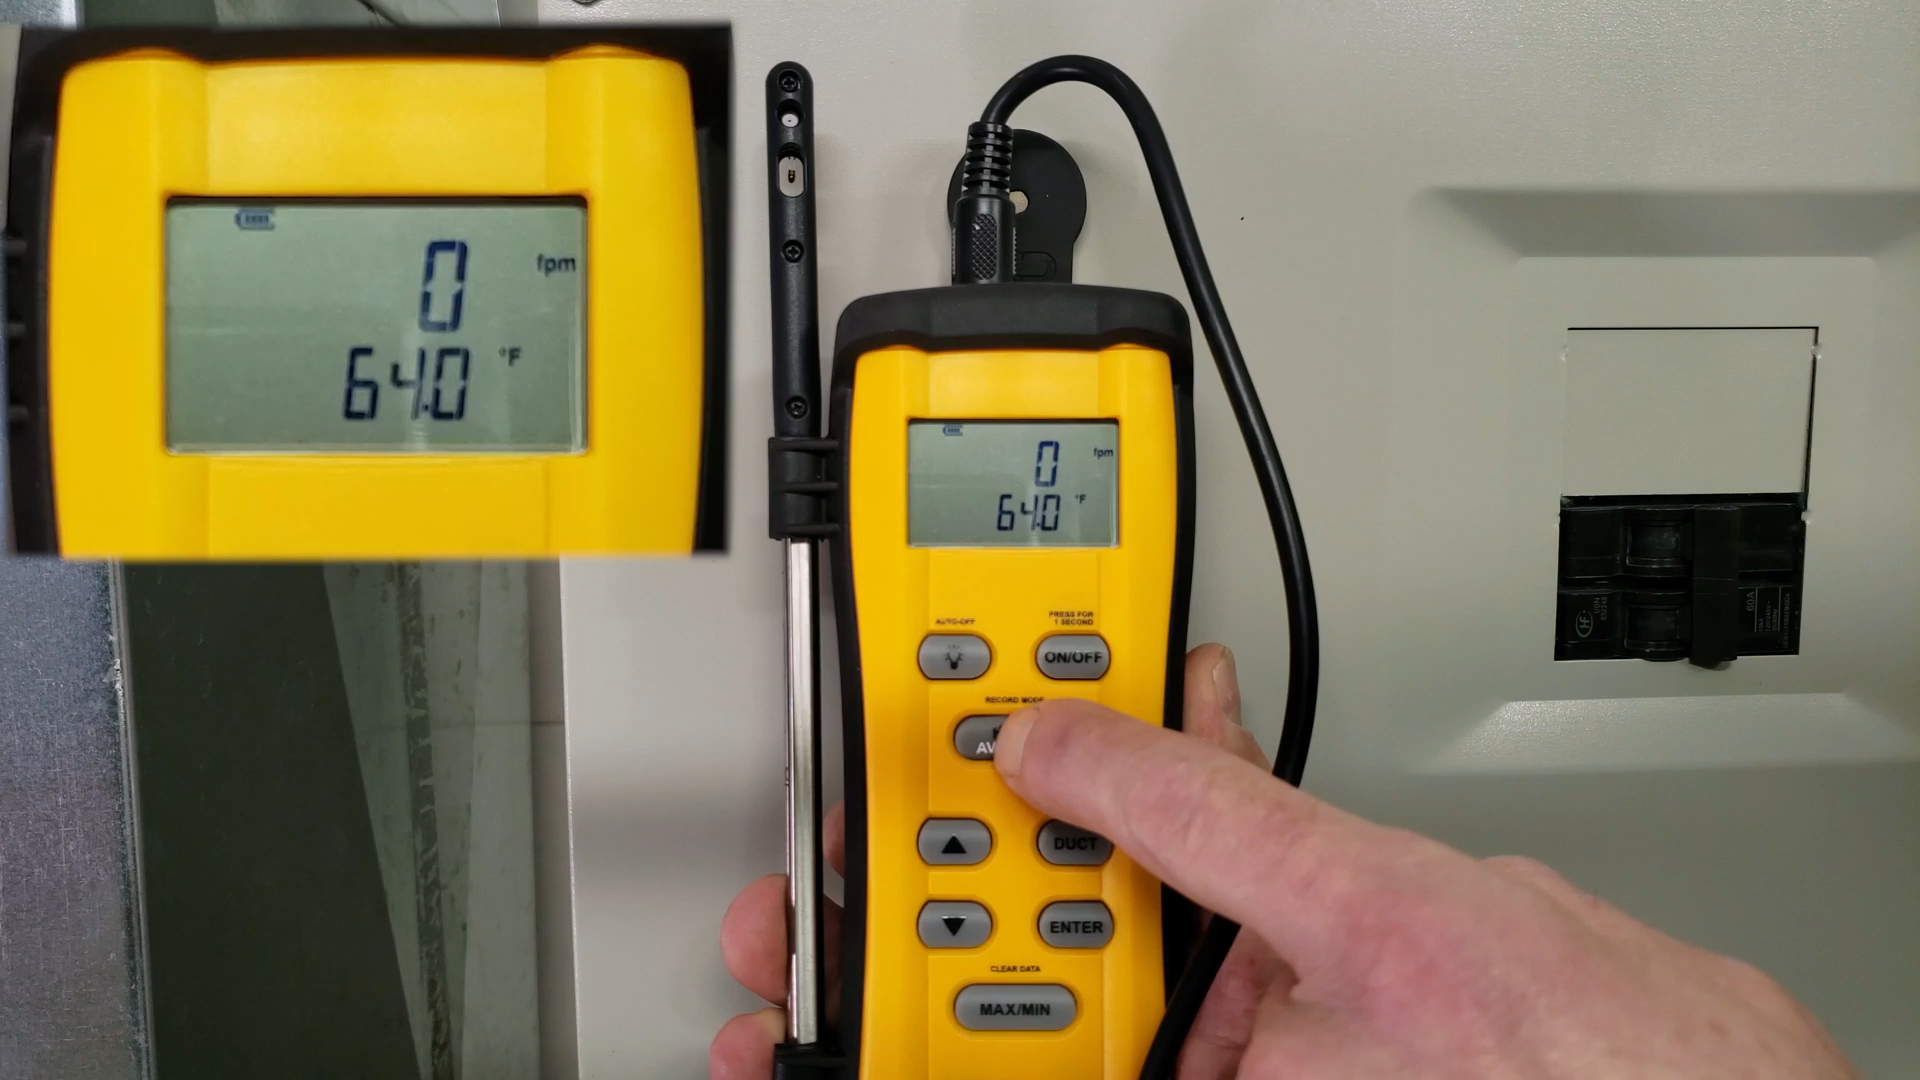 0 fpm
64.0 °F
0 fpm
64.0 °F
AUTO-OFF
PRESS FOR
1 SECOND
ON/OFF
RECORD MODE
AV
DUCT
ENTER
CLEAR DATA
MAX/MIN
60A